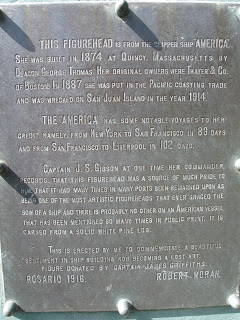 THIS FIGUREHEAD IS FROM THE CLIPPER SHIP AMERICA.
SHE WAS BUILT IN 1874 AT QUINCY, MASSACHUSETTS BY
DEACON GEORGE THOMAS. HER ORIGINAL OWNERS WERE THAYER & CO.
OF BOSTON. IN 1887 SHE WAS PUT IN THE PACIFIC COASTING TRADE
AND WAS WRECKED ON SAN JUAN ISLAND IN THE YEAR 1914.
THE AMERICA HAS SOME NOTABLE VOYAGES TO HER
CREDIT NAMELY: FROM NEW YORK TO SAN FRANCISCO IN 89 DAYS
AND FROM SAN FRANCISCO TO LIVERPOOL IN 102 DAYS.
CAPTAIN J. S. GIBSON AT ONE TIME HER COMMANDER,
RECORDS, THAT THIS FIGUREHEAD WAS A SOURCE OF MUCH PRIDE TO
HIM, THAT IT HAD MANY TIMES IN MANY PORTS BEEN REMARKED UPON AS
BEING ONE OF THE MOST ARTISTIC FIGUREHEADS THAT EVER GRACED THE
BOW OF A SHIP AND THERE IS PROBABLY NO OTHER ON AN AMERICAN VESSEL
THAT HAS BEEN MENTIONED SO MANY TIMES IN PUBLIC PRINT. IT IS
CARVED FROM A SOLID WHITE PINE LOG.
THIS IS ERECTED BY ME TO COMMEMORATE A BEAUTIFUL
SENTIMENT IN SHIP BUILDING NOW BECOMING A LOST ART.
FIGURE DONATED BY CAPTAIN JAMES GRIFFITHS.
ROSARIO 1916. ROBERT MORAN.